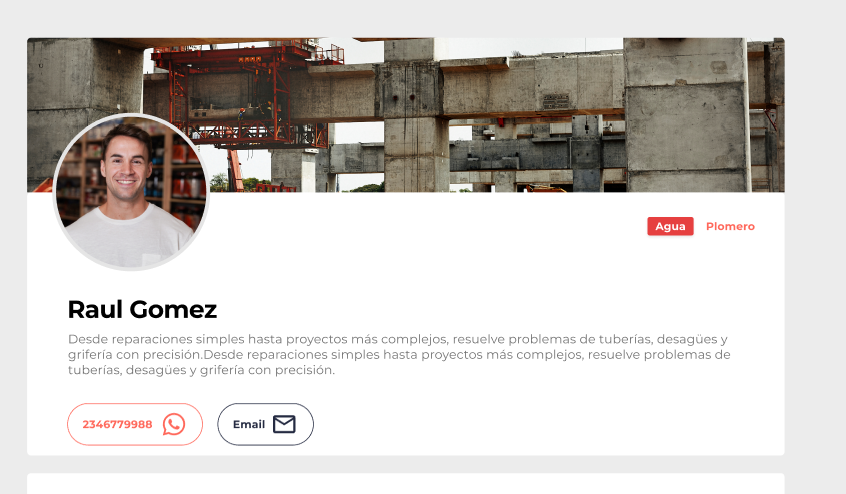 Agua Plomero
Raul Gomez
Desde reparaciones simples hasta proyectos más complejos, resuelve problemas de tuberías, desagües y
grifería con precisión.Desde reparaciones simples hasta proyectos más complejos, resuelve problemas de
tuberías, desagües y grifería con precisión.
2346779988 Email